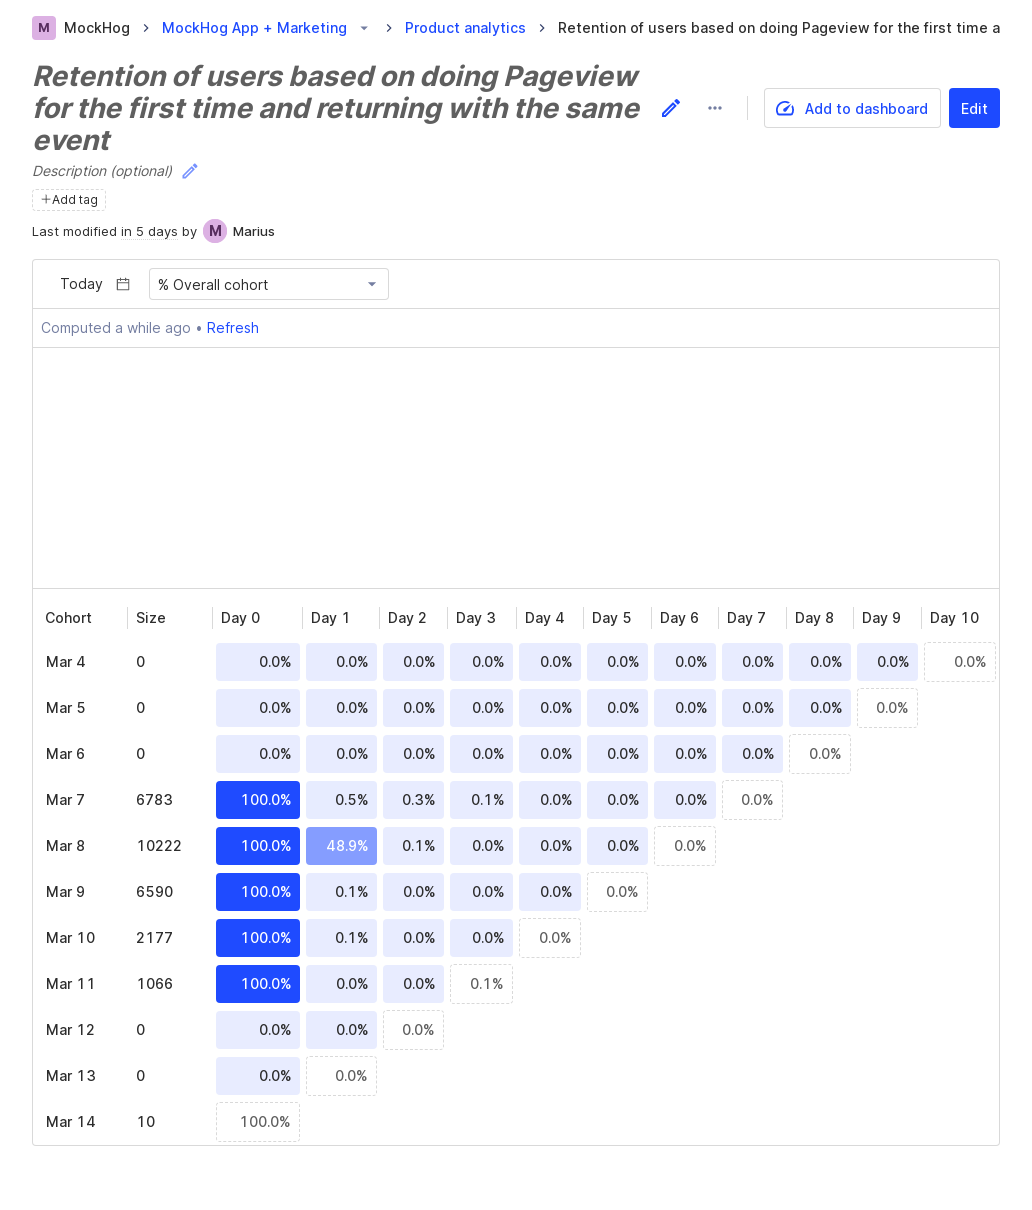 M MockHog MockHog App + Marketing Product analytics Retention of users based on doing Pageview for the first time a
Retention of users based on doing Pageview
for the first time and returning with the same
event
Add to dashboard Edit
Description (optional)
+Add tag
Last modified in 5 days by M Marius
Today % Overall cohort
Computed a while ago • Refresh
Cohort Size Day 0 Day 1 Day 2 Day 3 Day 4 Day 5 Day 6 Day 7 Day 8 Day 9 Day 10
Mar 4 0 0.0% 0.0% 0.0% 0.0% 0.0% 0.0% 0.0% 0.0% 0.0% 0.0% 0.0%
Mar 5 0 0.0% 0.0% 0.0% 0.0% 0.0% 0.0% 0.0% 0.0% 0.0% 0.0%
Mar 6 0 0.0% 0.0% 0.0% 0.0% 0.0% 0.0% 0.0% 0.0% 0.0%
Mar 7 6783 100.0% 0.5% 0.3% 0.1% 0.0% 0.0% 0.0% 0.0%
Mar 8 10222 100.0% 48.9% 0.1% 0.0% 0.0% 0.0% 0.0%
Mar 9 6590 100.0% 0.1% 0.0% 0.0% 0.0% 0.0%
Mar 10 2177 100.0% 0.1% 0.0% 0.0% 0.0%
Mar 11 1066 100.0% 0.0% 0.0% 0.1%
Mar 12 0 0.0% 0.0% 0.0%
Mar 13 0 0.0% 0.0%
Mar 14 10 100.0%